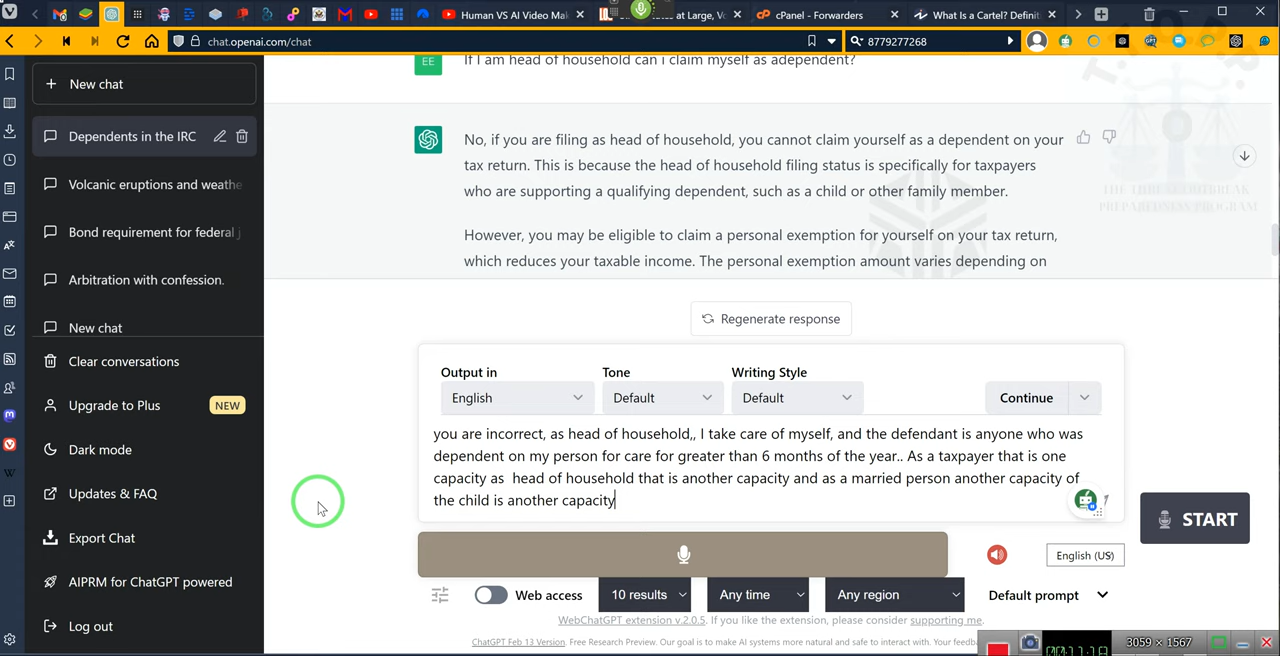 Human VS AI Video Mak
at Large, Vo
cPanel - Forwarders
What Is a Cartel? Definiti
chat.openai.com/chat
8779277268
New chat
Dependents in the IRC
Volcanic eruptions and weathe
Bond requirement for federal j
Arbitration with confession.
New chat
Clear conversations
Upgrade to Plus
NEW
Dark mode
Updates & FAQ
Export Chat
AIPRM for ChatGPT powered
Log out
EE
If I am head of household can i claim myself as adependent?
No, if you are filing as head of household, you cannot claim yourself as a dependent on your
tax return. This is because the head of household filing status is specifically for taxpayers
who are supporting a qualifying dependent, such as a child or other family member.
However, you may be eligible to claim a personal exemption for yourself on your tax return,
which reduces your taxable income. The personal exemption amount varies depending on
THE THREAT OUTBREAK
PREPAREDNESS PROGRAM
Regenerate response
Output in
Tone
Writing Style
English
Default
Default
Continue
you are incorrect, as head of household,, I take care of myself, and the defendant is anyone who was
dependent on my person for care for greater than 6 months of the year.. As a taxpayer that is one
capacity as  head of household that is another capacity and as a married person another capacity of
the child is another capacity
START
English (US)
Web access
10 results
Any time
Any region
Default prompt
WebChatGPT extension v.2.0.5. If you like the extension, please consider supporting me.
ChatGPT Feb 13 Version. Free Research Preview. Our goal is to make AI systems more natural and safe to interact with. Your feedba
3059 × 1567